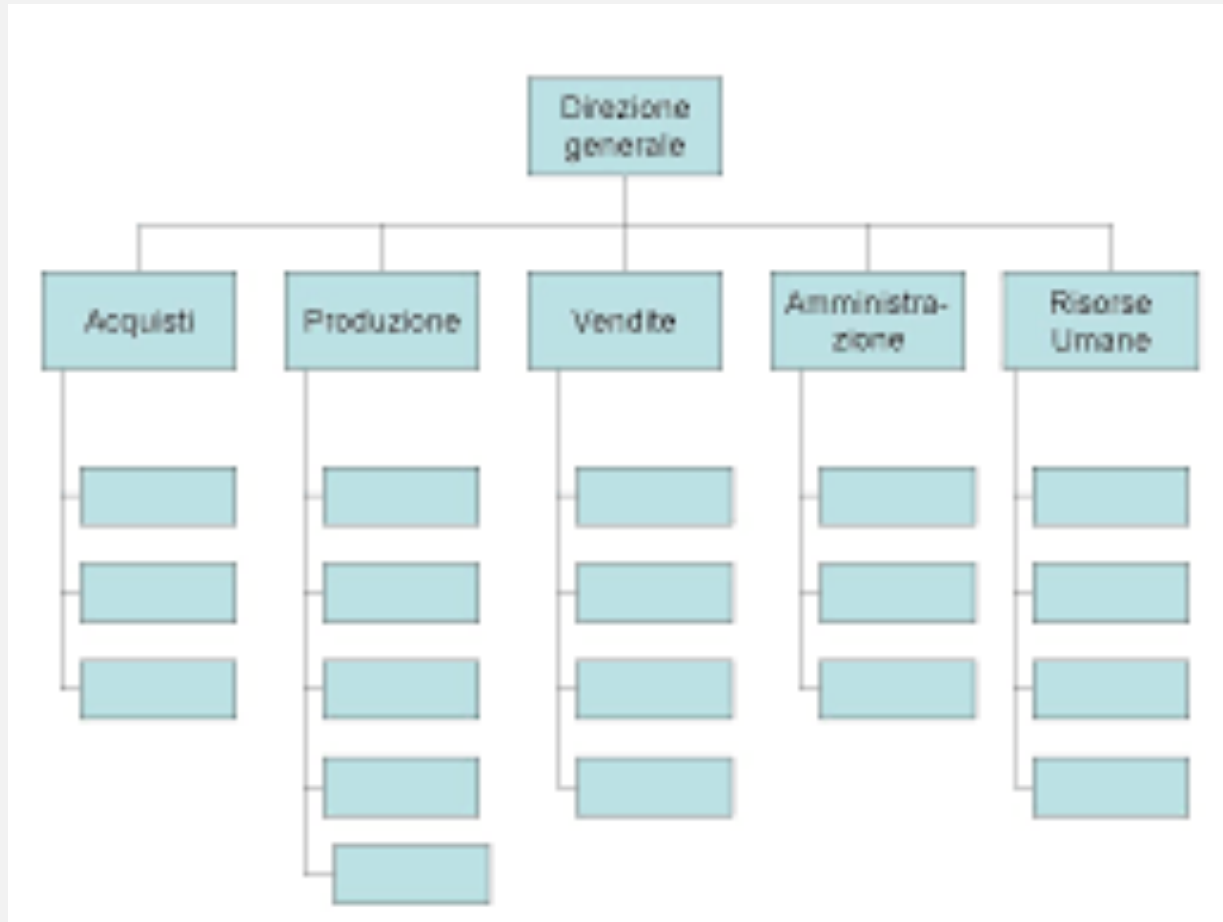 Direzione
generale
Acquisti
Produzione
Vendite
Amministra-
zione
Risorse
Umane